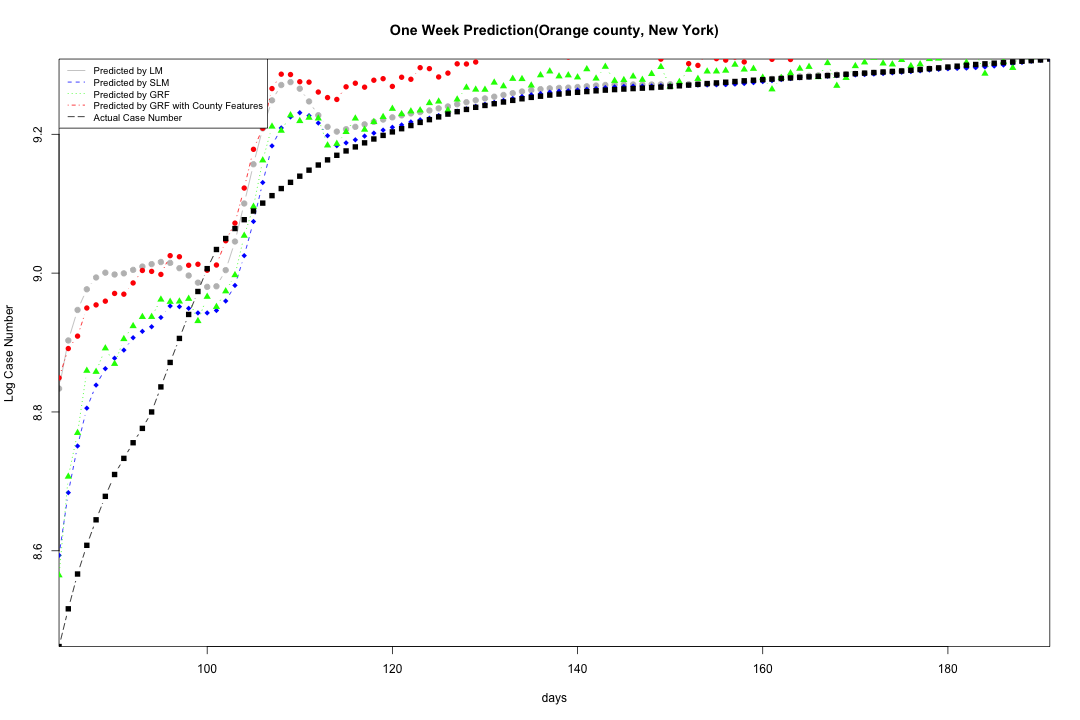 One Week Prediction(Orange county, New York)
Predicted by LM
Predicted by SLM
Predicted by GRF
Predicted by GRF with County Features
Actual Case Number
9.2
9.0
8.8
8.6
Log Case Number
100 120 140 160 180
days